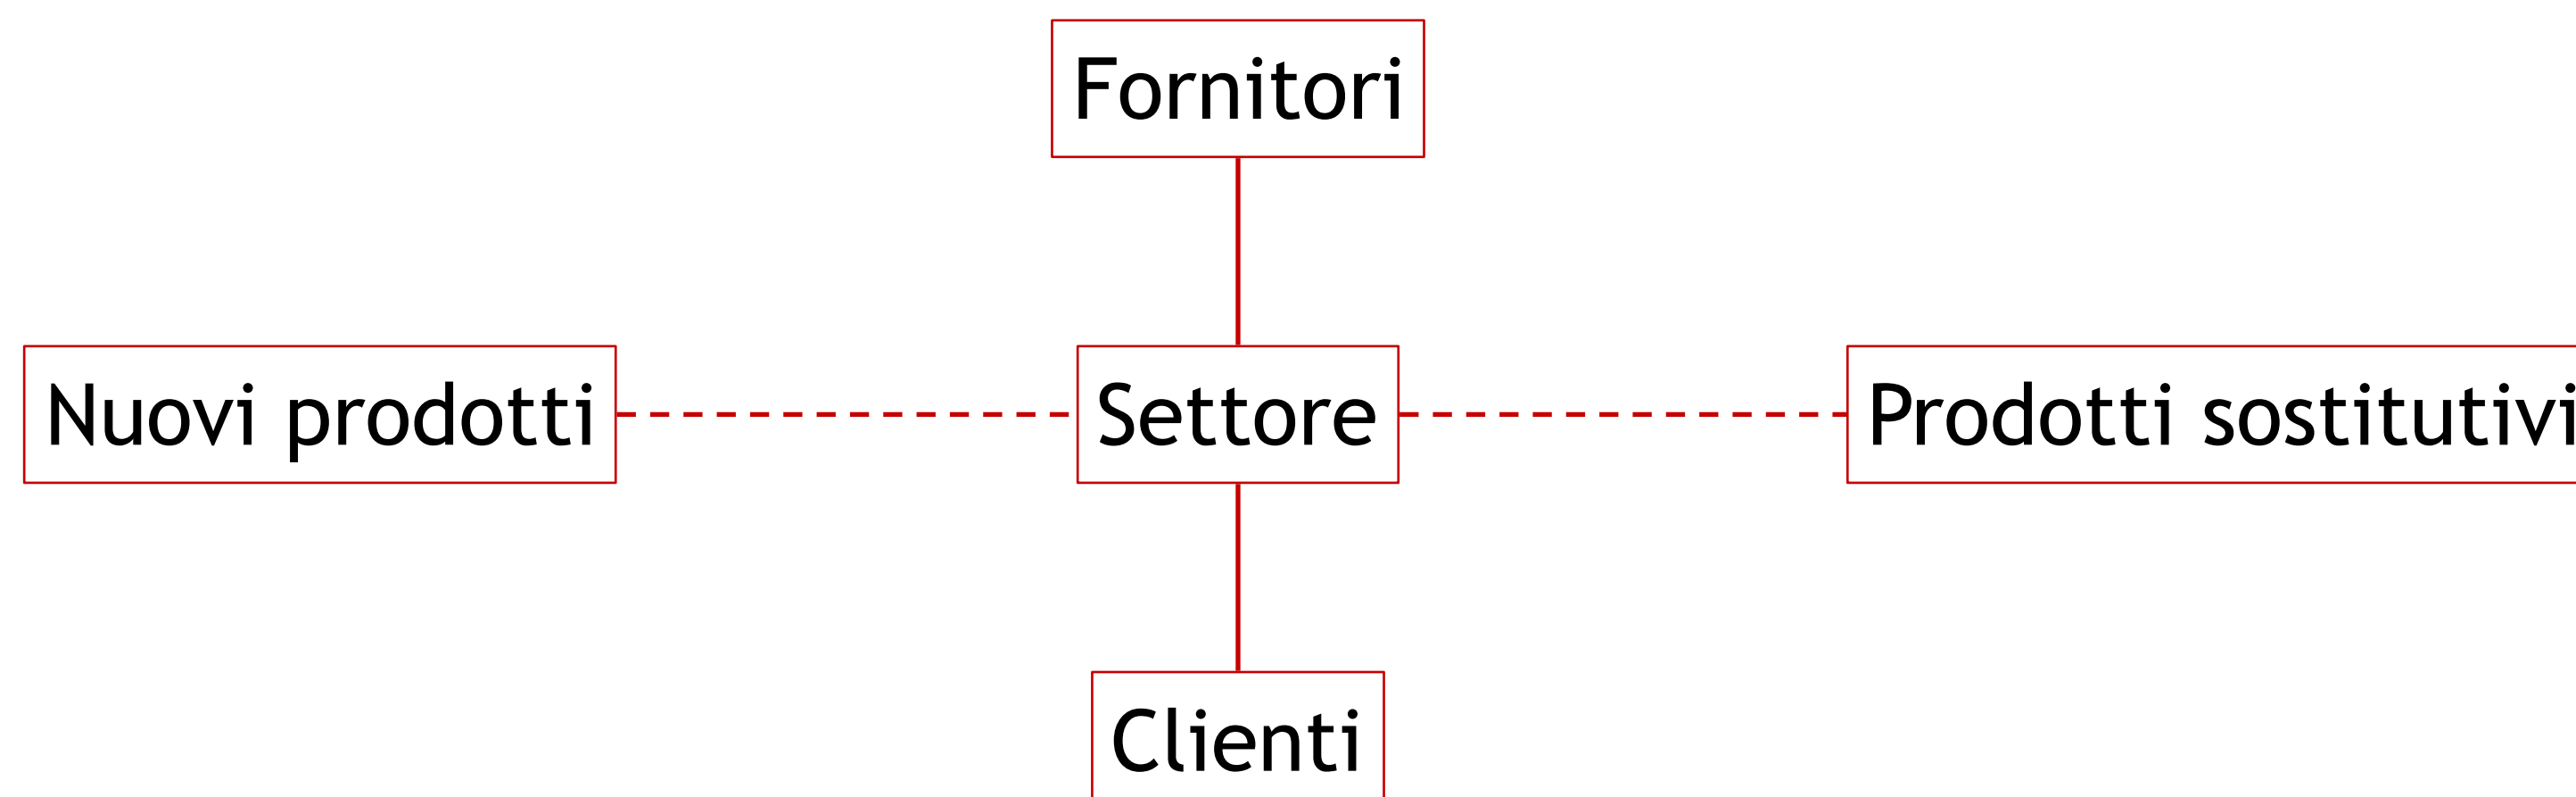 Fornitori
Nuovi prodotti
Settore
Prodotti sostitutivi
Clienti